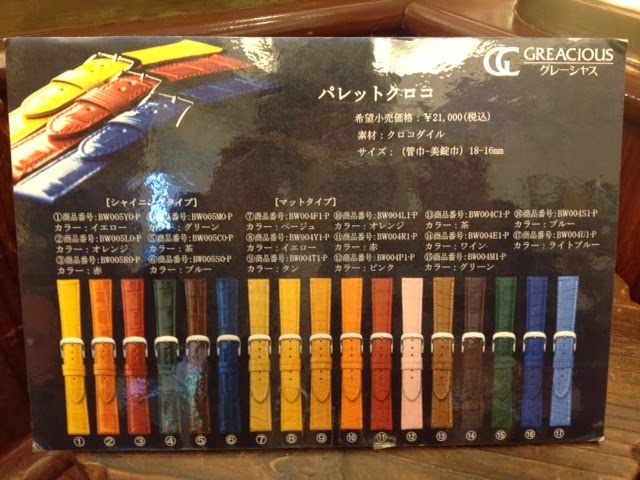 GREACIOUS
グレーシャス
パレットクロコ
希望小売価格：￥21,000(税込)
素材：クロコダイル
サイズ：（管巾-美錠巾）18-16mm
【シャイニングタイプ】
①商品番号:BW005YO-P
カラー：イエロー
②商品番号:BW005LO-P
カラー：オレンジ
③商品番号:BW005RO-P
カラー：赤
商品番号:BW005MO-P
カラー：グリーン
⑤商品番号:BW005CO-P
カラー：茶
⑥商品番号:BW005SO-P
カラー：ブルー
【マットタイプ】
⑦商品番号:BW004F1-P
カラー：ベージュ
⑧商品番号:BW004Y1-P
カラー：イエロー
⑨商品番号:BW004T1-P
カラー：タン
⑩商品番号:BW004L1-P
カラー：オレンジ
⑪商品番号:BW004R1-P
カラー：赤
⑫商品番号:BW004P1-P
カラー：ピンク
⑬商品番号:BW004C1-P
カラー：茶
⑭商品番号:BW004E1-P
カラー：ワイン
⑮商品番号:BW004M1-P
カラー：グリーン
⑯商品番号:BW004S1-P
カラー：ブルー
⑰商品番号:BW004U1-P
カラー：ライトブルー
① ② ③ ④ ⑤ ⑥ ⑦ ⑧ ⑨ ⑩ ⑪ ⑫ ⑬ ⑭ ⑮ ⑯ ⑰